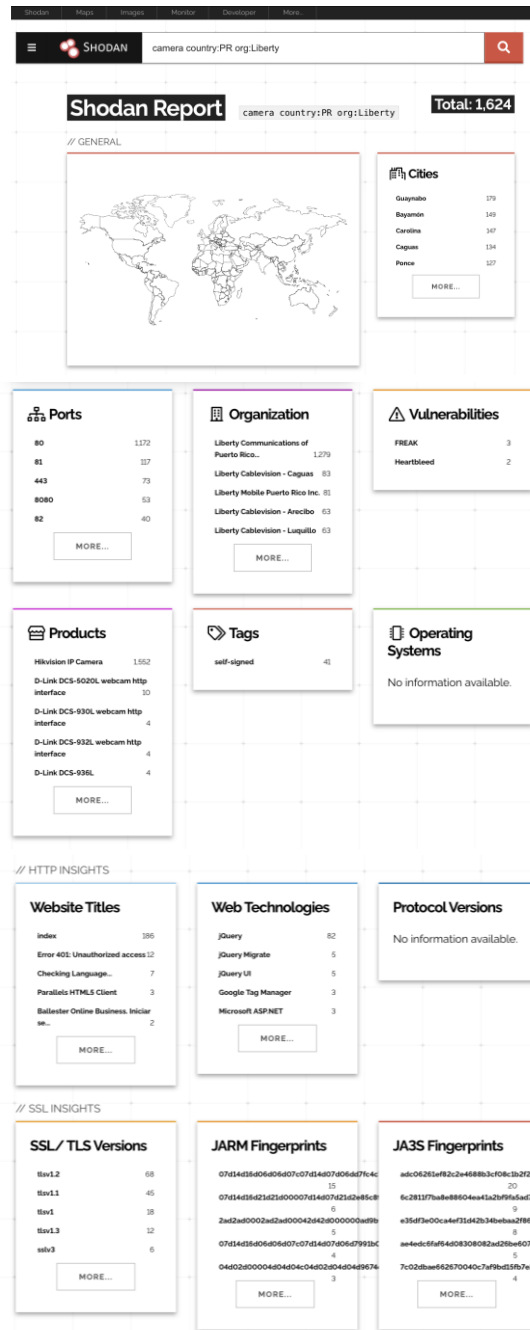 Shodan Maps Images Monitor Developer More...
SHODAN camera country:PR org:Liberty
Shodan Report camera country:PR org:Liberty Total: 1,624
// GENERAL
Cities
Guaynabo 179
Bayamón 149
Carolina 147
Caguas 134
Ponce 127
MORE...
Ports
80 1,172
81 117
443 73
8080 53
82 40
MORE...
Organization
Liberty Communications of
Puerto Rico... 1,279
Liberty Cablevision - Caguas 83
Liberty Mobile Puerto Rico Inc. 81
Liberty Cablevision - Arecibo 63
Liberty Cablevision - Luquillo 63
MORE...
Vulnerabilities
FREAK 3
Heartbleed 2
Products
Hikvision IP Camera 1,552
D-Link DCS-5020L webcam http
interface 10
D-Link DCS-930L webcam http
interface 4
D-Link DCS-932L webcam http
interface 4
D-Link DCS-936L 4
MORE...
Tags
self-signed 41
Operating
Systems
No information available.
// HTTP INSIGHTS
Website Titles
index 186
Error 401: Unauthorized access 12
Checking Language... 7
Parallels HTML5 Client 3
Ballester Online Business. Iniciar
se... 2
MORE...
Web Technologies
jQuery 82
jQuery Migrate 5
jQuery UI 5
Google Tag Manager 3
Microsoft ASP.NET 3
MORE...
Protocol Versions
No information available.
// SSL INSIGHTS
SSL/TLS Versions
tlsv1.2 68
tlsv1.1 45
tlsv1 18
tlsv1.3 12
sslv3 6
MORE...
JARM Fingerprints
15
6
5
4
3
MORE...
JA3S Fingerprints
20
9
8
5
4
MORE...